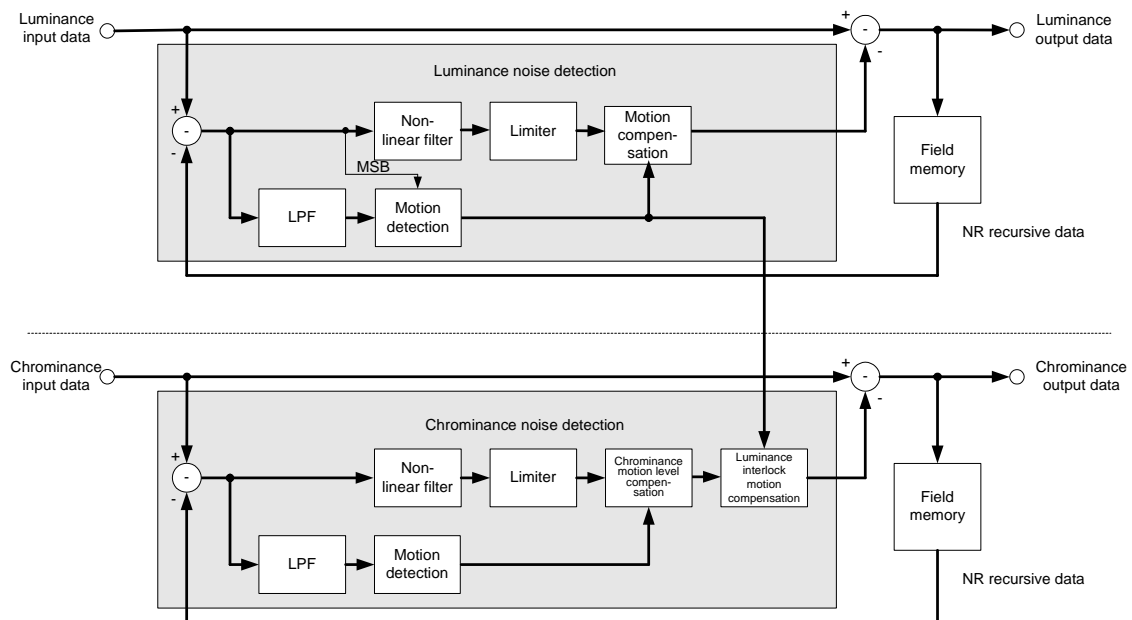 Luminance
input data
+
-
-
Luminance
output data
Luminance noise detection
+
-
-
Non-
linear filter
Limiter
Motion
compen-
sation
Field
memory
MSB
LPF
Motion
detection
NR recursive data
Chrominance
input data
+
-
-
Chrominance
output data
Chrominance noise detection
+
-
-
Non-
linear filter
Limiter
Chrominance
motion level
compen-
sation
Luminance
interlock
motion
compensation
Field
memory
LPF
Motion
detection
NR recursive data